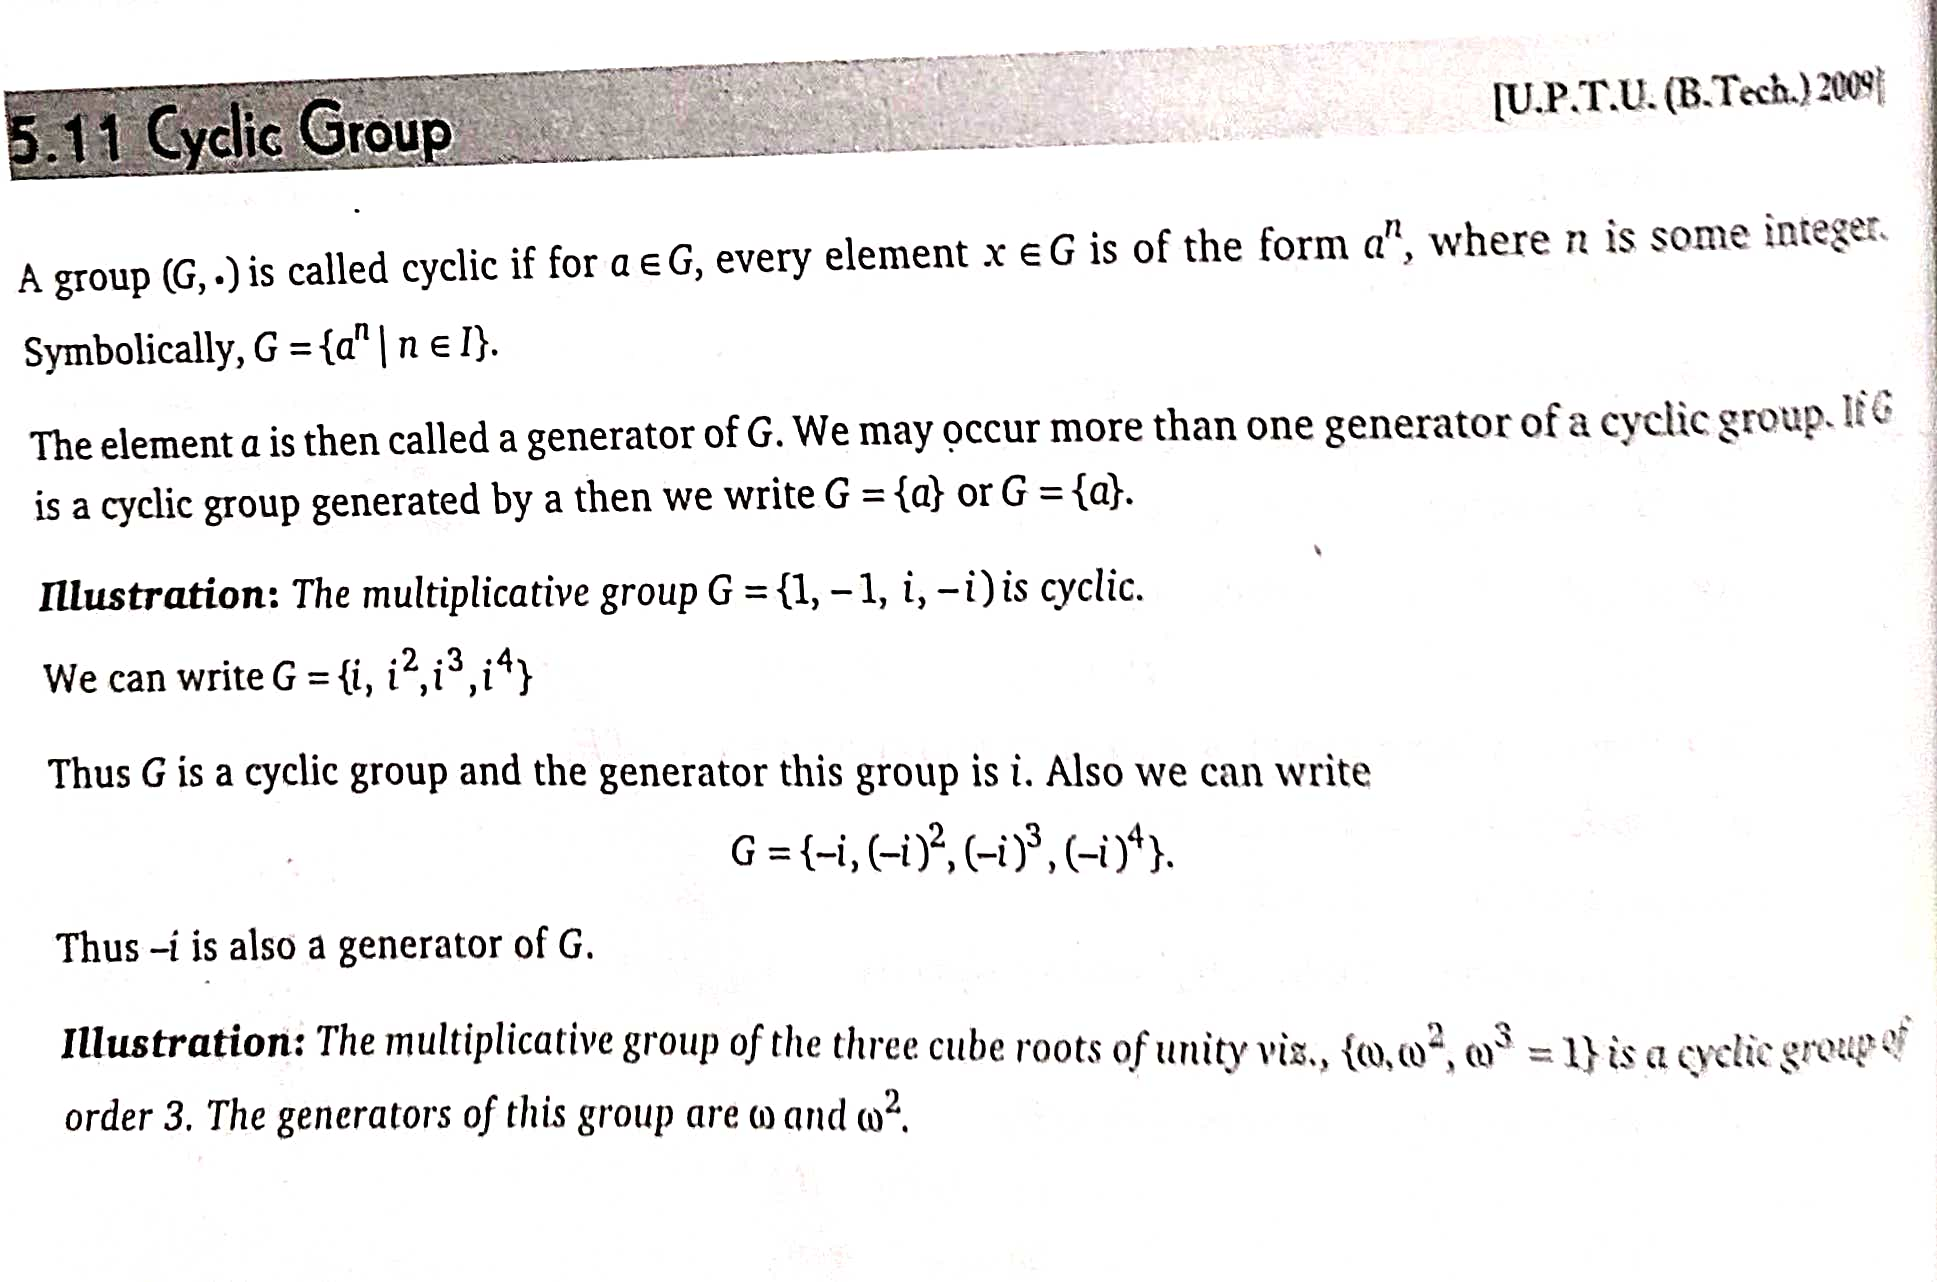 [U.P.T.U. (B.Tech.) 2009]
5.11 Cyclic Group
A group (G, •) is called cyclic if for a ∈ G, every element x ∈ G is of the form aⁿ, where n is some integer.
Symbolically, G = {aⁿ | n ∈ I}.
The element a is then called a generator of G. We may occur more than one generator of a cyclic group. If G
is a cyclic group generated by a then we write G = {a} or G = {a}.
Illustration: The multiplicative group G = {1, – 1, i, –i) is cyclic.
We can write G = {i, i²,i³,i⁴}
Thus G is a cyclic group and the generator this group is i. Also we can write
G = {–i, (–i)², (–i)³, (–i)⁴}.
Thus –i is also a generator of G.
Illustration: The multiplicative group of the three cube roots of unity viz., {ω, ω², ω³ = 1} is a cyclic group of
order 3. The generators of this group are ω and ω².